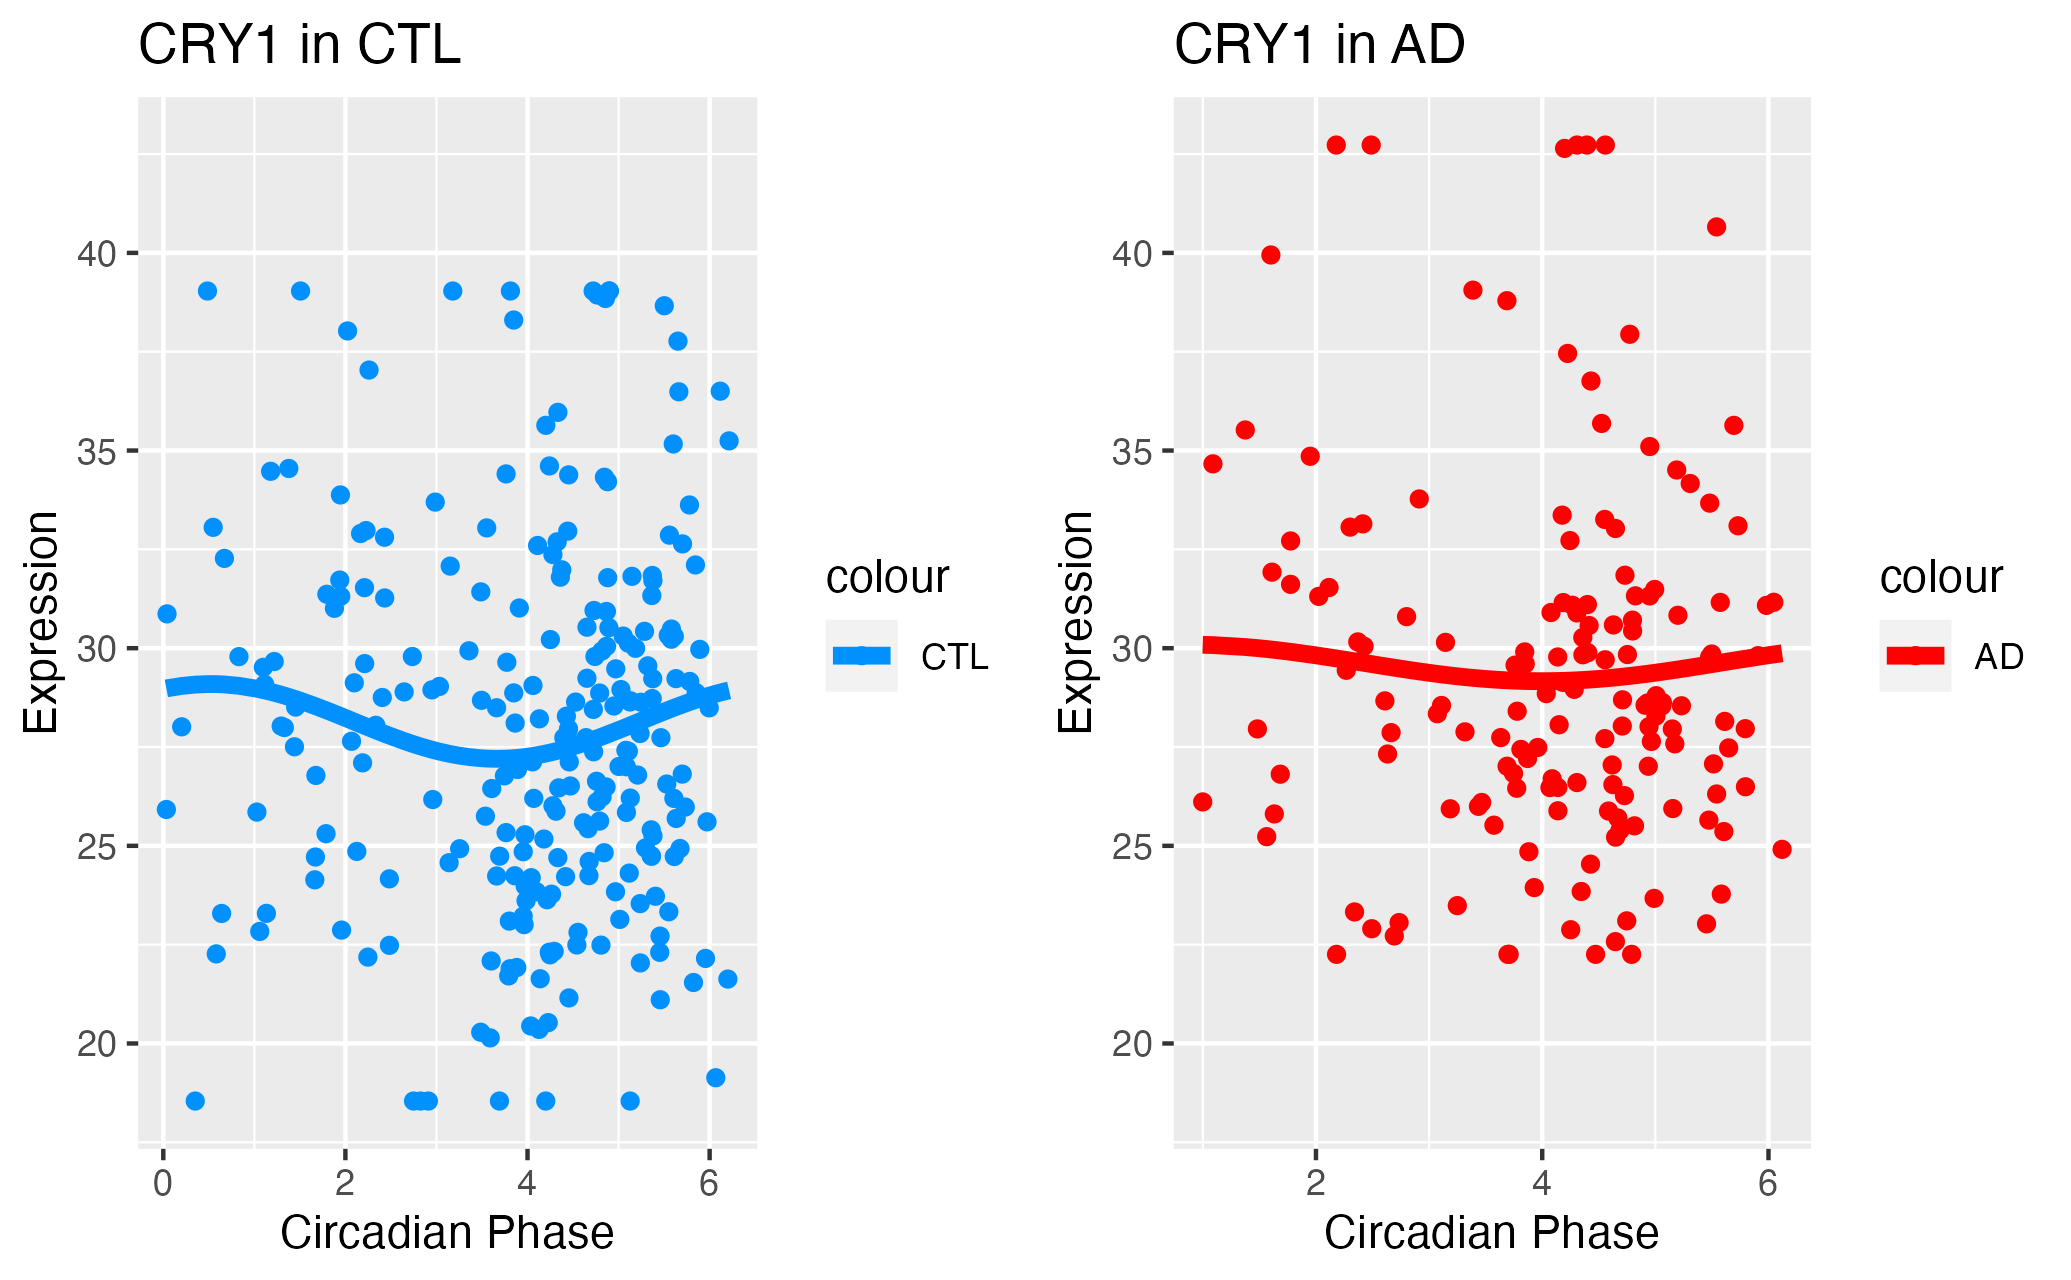 CRY1 in CTL
Expression
40
35
30
25
20
0 2 4 6
Circadian Phase
colour
CTL
CRY1 in AD
Expression
40
35
30
25
20
2 4 6
Circadian Phase
colour
AD